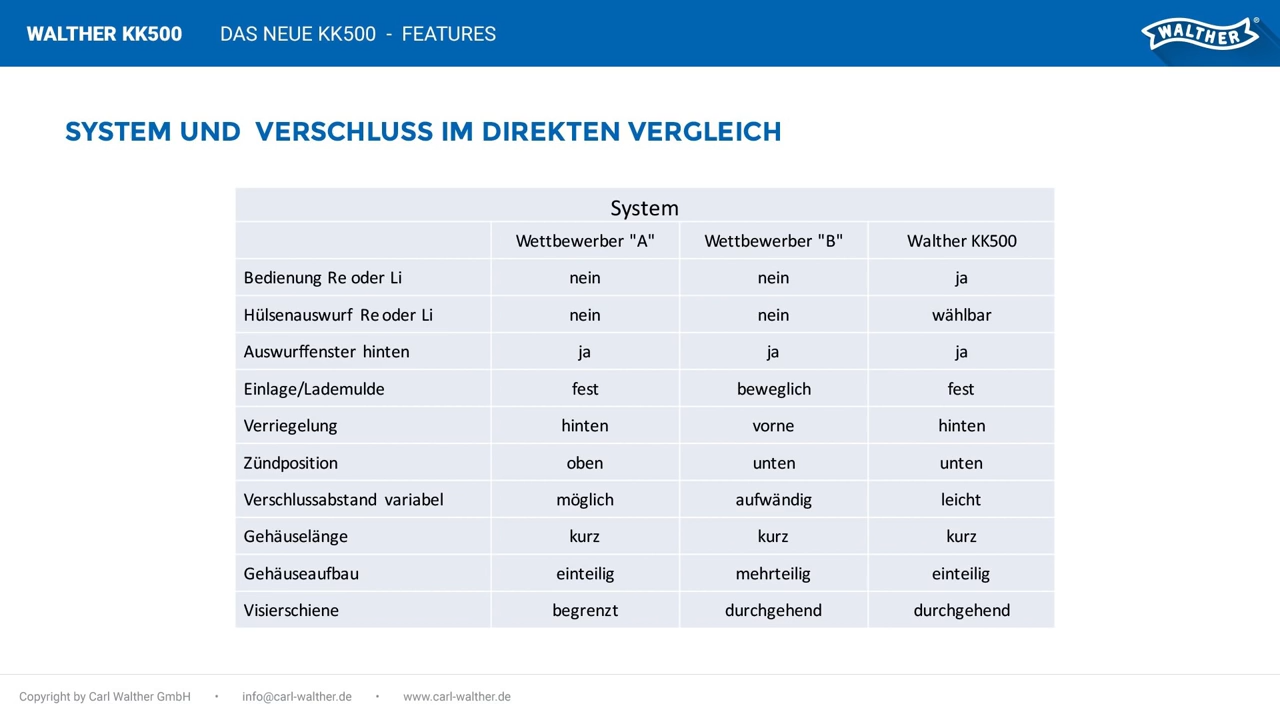 WALTHER KK500 DAS NEUE KK500 - FEATURES
WALTHER®
SYSTEM UND VERSCHLUSS IM DIREKTEN VERGLEICH
System
Wettbewerber "A" Wettbewerber "B" Walther KK500
Bedienung Re oder Li nein nein ja
Hülsenauswurf Re oder Li nein nein wählbar
Auswurffenster hinten ja ja ja
Einlage/Lademulde fest beweglich fest
Verriegelung hinten vorne hinten
Zündposition oben unten unten
Verschlussabstand variabel möglich aufwändig leicht
Gehäuselänge kurz kurz kurz
Gehäuseaufbau einteilig mehrteilig einteilig
Visierschiene begrenzt durchgehend durchgehend
Copyright by Carl Walther GmbH • info@carl-walther.de • www.carl-walther.de